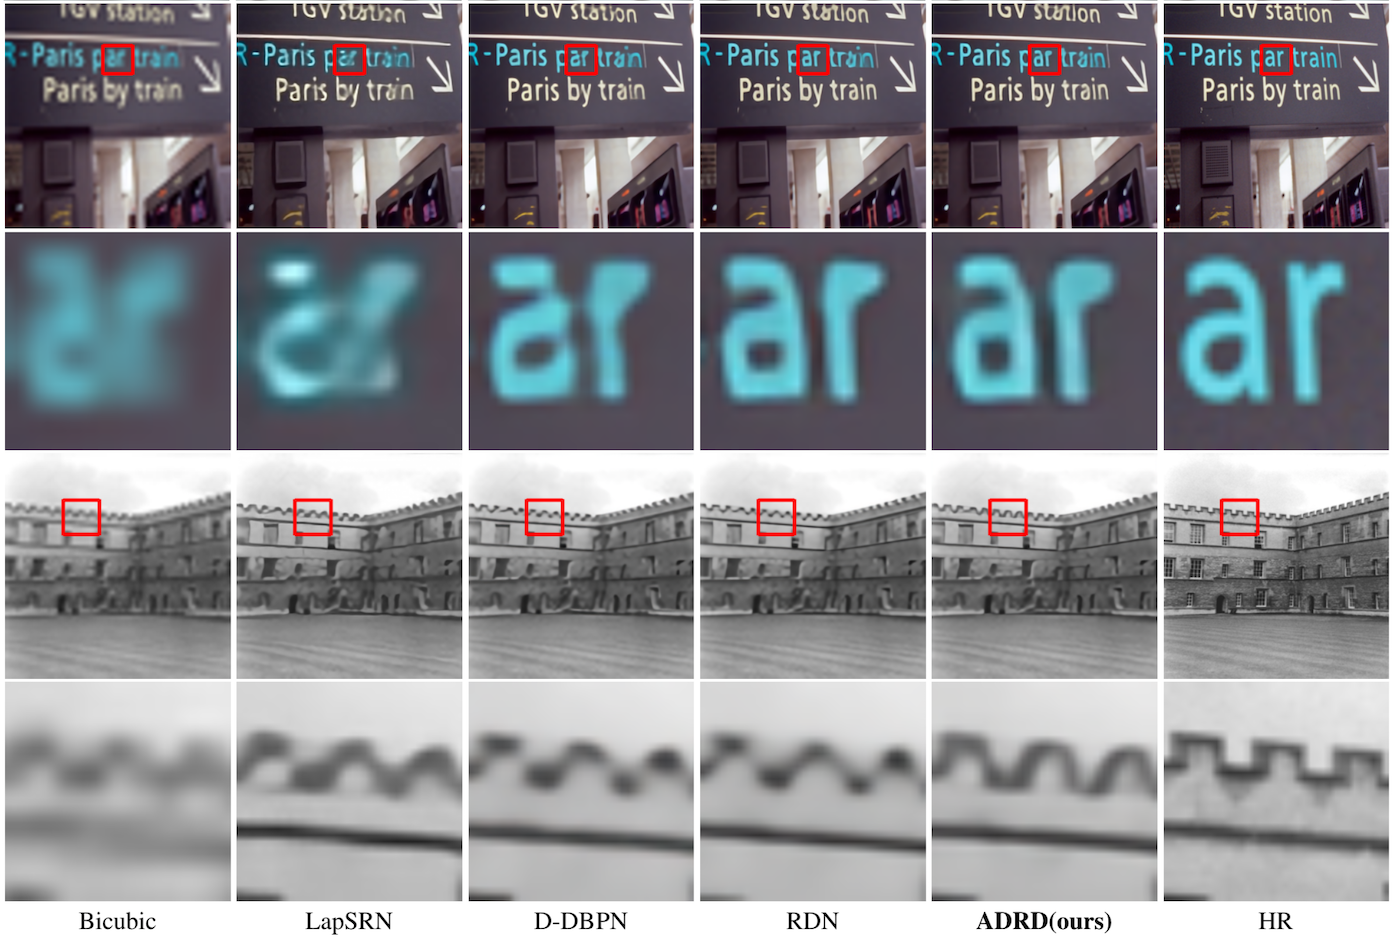 TGV station TGV station TGV station TGV station TGV station TGV station
R-Paris par train R-Paris par train R-Paris par train R-Paris par train R-Paris par train R-Paris par train
Paris by train Paris by train Paris by train Paris by train Paris by train Paris by train
ar ar ar ar
Bicubic LapSRN D-DBPN RDN ADRD(ours) HR